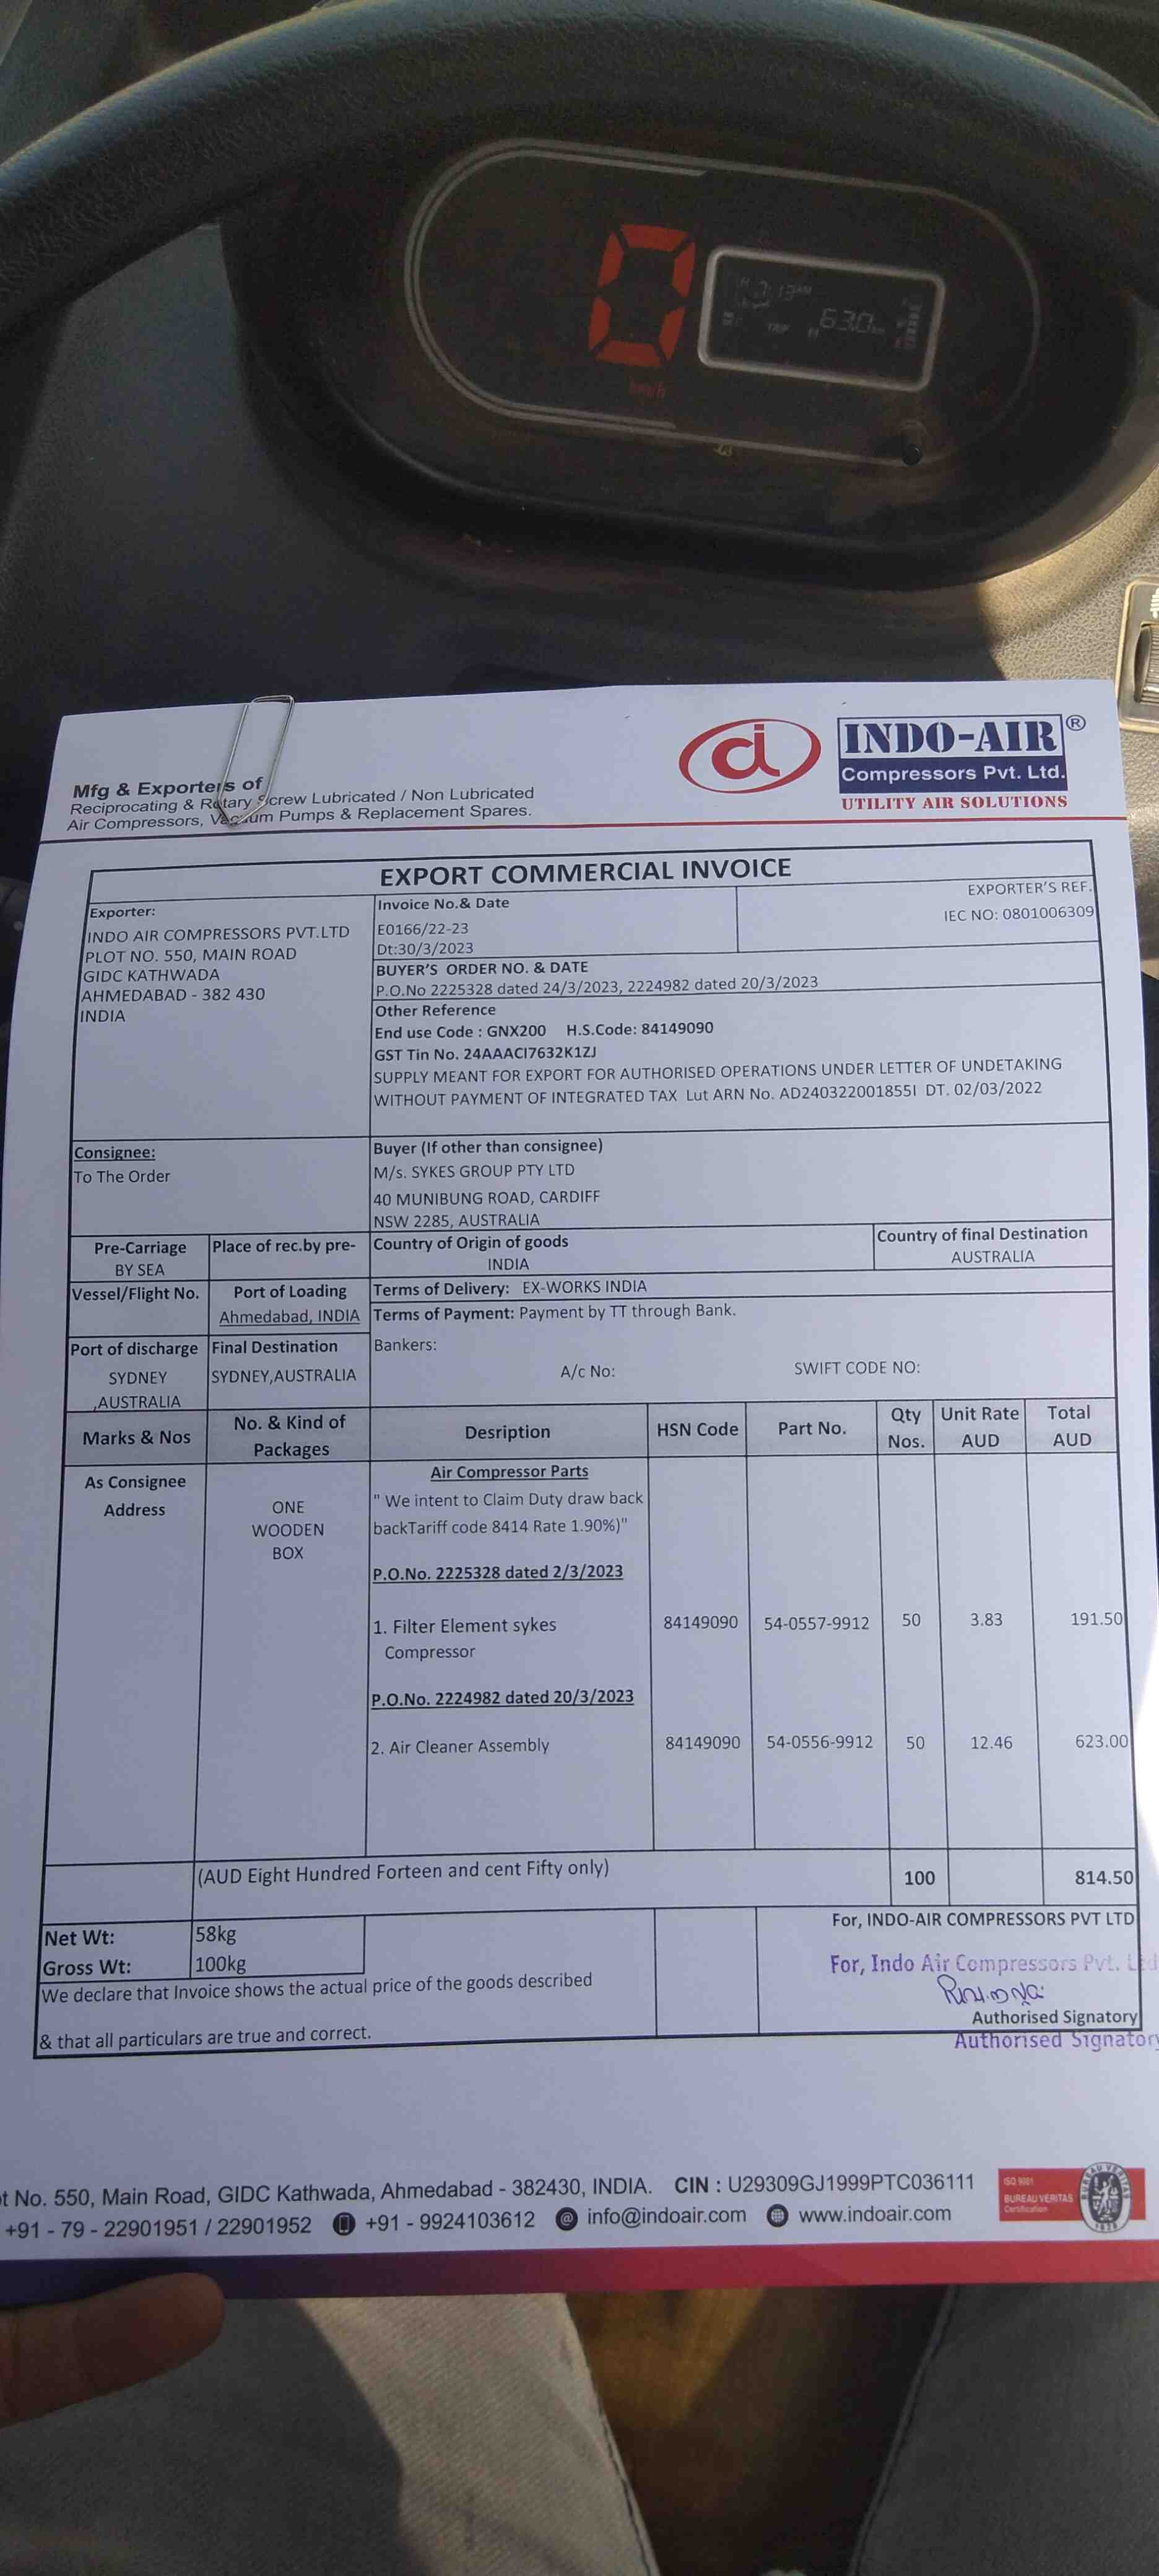 0
km/h
7:13
TRIP
630
Mfg & Exporters of
Reciprocating & Rotary Screw Lubricated / Non Lubricated
Air Compressors, Vacuum Pumps & Replacement Spares.
INDO-AIR®
Compressors Pvt. Ltd.
UTILITY AIR SOLUTIONS
EXPORT COMMERCIAL INVOICE
Exporter:
INDO AIR COMPRESSORS PVT.LTD
PLOT NO. 550, MAIN ROAD
GIDC KATHWADA
AHMEDABAD - 382 430
INDIA
Invoice No.& Date
E0166/22-23
Dt:30/3/2023
EXPORTER'S REF.
IEC NO: 0801006309
BUYER'S ORDER NO. & DATE
P.O.No 2225328 dated 24/3/2023, 2224982 dated 20/3/2023
Other Reference
End use Code : GNX200 H.S.Code: 84149090
GST Tin No. 24AAACI7632K1ZJ
SUPPLY MEANT FOR EXPORT FOR AUTHORISED OPERATIONS UNDER LETTER OF UNDETAKING
WITHOUT PAYMENT OF INTEGRATED TAX Lut ARN No. AD240322001855I DT. 02/03/2022
Consignee:
To The Order
Buyer (If other than consignee)
M/s. SYKES GROUP PTY LTD
40 MUNIBUNG ROAD, CARDIFF
NSW 2285, AUSTRALIA
Pre-Carriage
BY SEA
Place of rec.by pre-
Country of Origin of goods
INDIA
Country of final Destination
AUSTRALIA
Vessel/Flight No.
Port of Loading
Ahmedabad, INDIA
Terms of Delivery: EX-WORKS INDIA
Terms of Payment: Payment by TT through Bank.
Port of discharge
SYDNEY
,AUSTRALIA
Final Destination
SYDNEY,AUSTRALIA
Bankers:
A/c No:
SWIFT CODE NO:
Marks & Nos
No. & Kind of
Packages
Desription
HSN Code
Part No.
Qty
Nos.
Unit Rate
AUD
Total
AUD
As Consignee
Address
ONE
WOODEN
BOX
Air Compressor Parts
" We intent to Claim Duty draw back
backTariff code 8414 Rate 1.90%)"
P.O.No. 2225328 dated 2/3/2023
1. Filter Element sykes
Compressor
84149090 54-0557-9912 50 3.83 191.50
P.O.No. 2224982 dated 20/3/2023
2. Air Cleaner Assembly 84149090 54-0556-9912 50 12.46 623.00
(AUD Eight Hundred Forteen and cent Fifty only) 100 814.50
Net Wt: 58kg
Gross Wt: 100kg
We declare that Invoice shows the actual price of the goods described
& that all particulars are true and correct.
For, INDO-AIR COMPRESSORS PVT LTD
For, Indo Air Compressors Pvt. Ltd
Authorised Signatory
Authorised Signatory
t No. 550, Main Road, GIDC Kathwada, Ahmedabad - 382430, INDIA. CIN : U29309GJ1999PTC036111
+91 - 79 - 22901951 / 22901952 +91 - 9924103612 @ info@indoair.com www.indoair.com
ISO 9001
BUREAU VERITAS
Certification
BUREAU VERITAS
1828